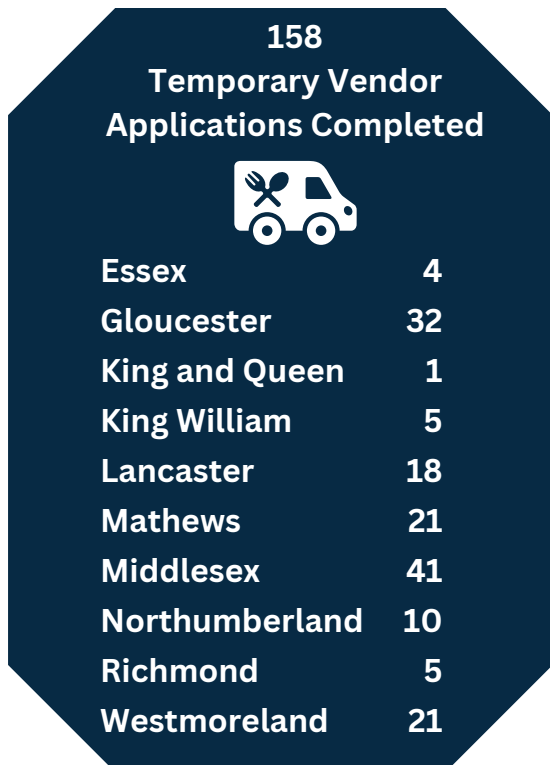 158
Temporary Vendor
Applications Completed
Essex 4
Gloucester 32
King and Queen 1
King William 5
Lancaster 18
Mathews 21
Middlesex 41
Northumberland 10
Richmond 5
Westmoreland 21